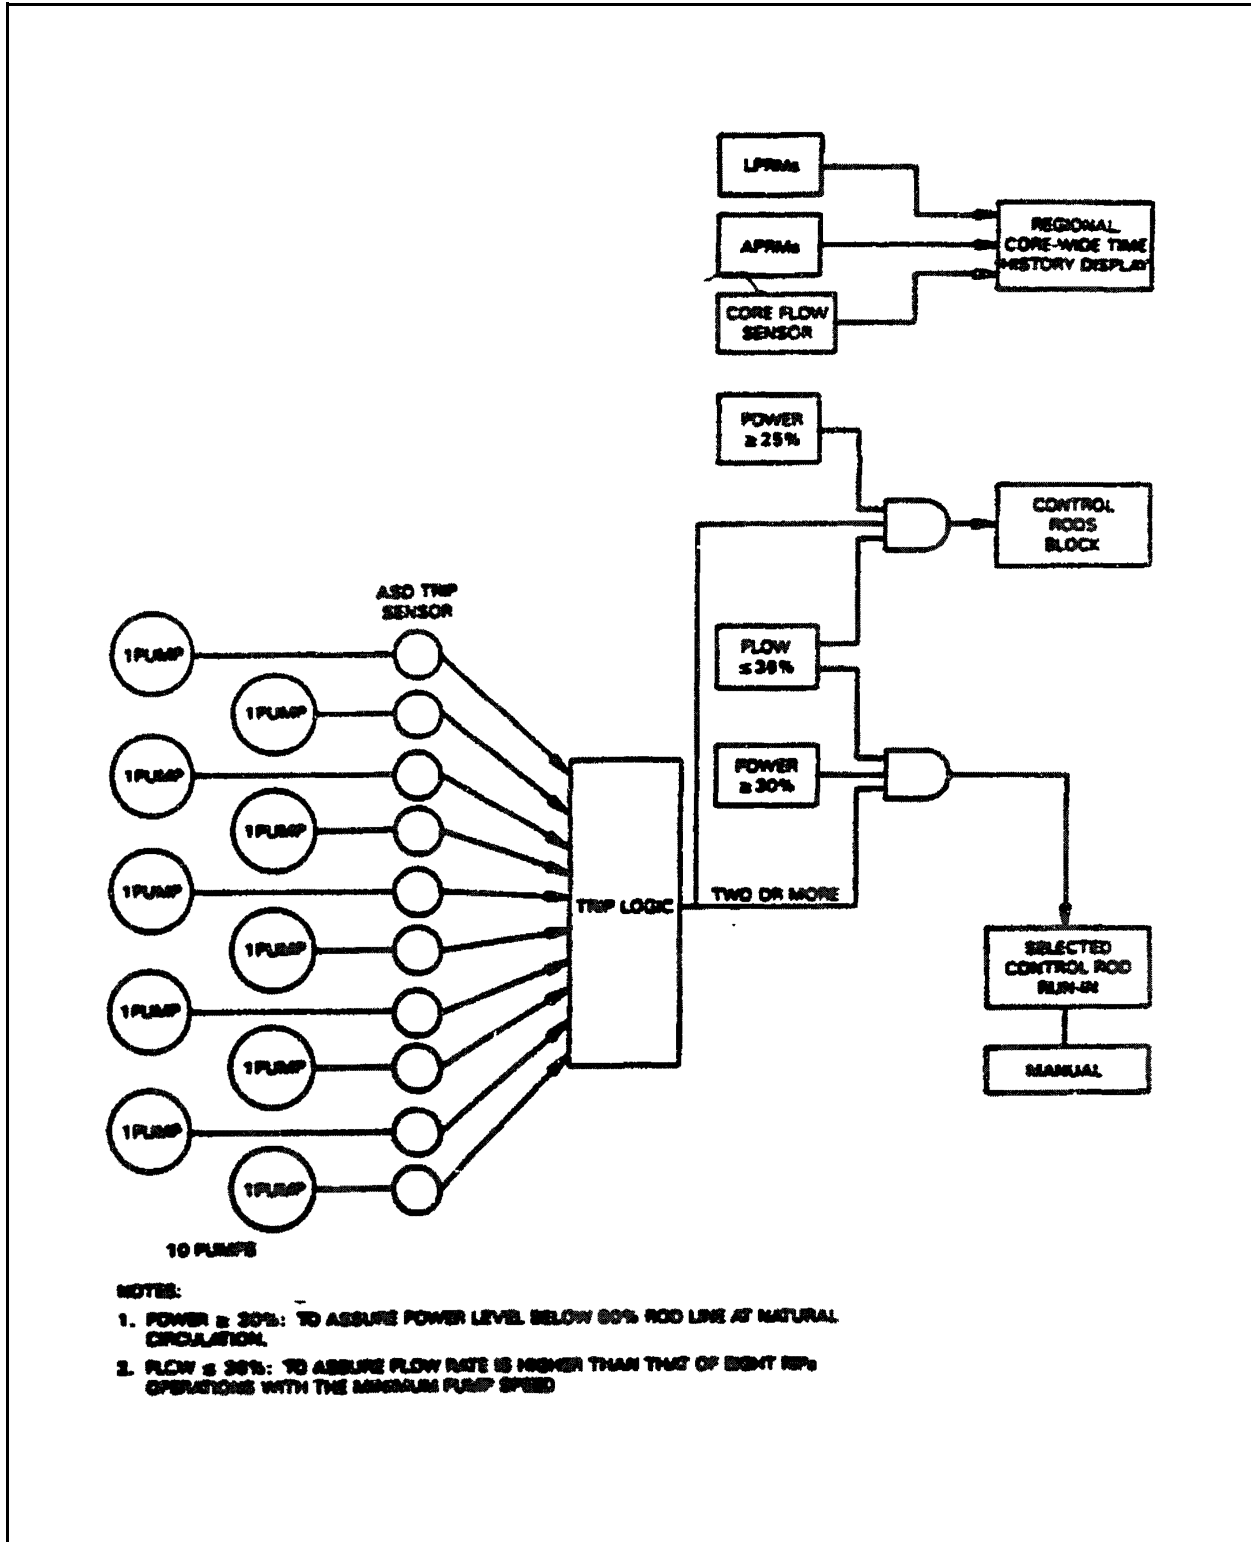 LPRMs
APRMs
CORE FLOW
SENSOR
REGIONAL
CORE-WIDE TIME
HISTORY DISPLAY
POWER
≥ 25%
CONTROL
RODS
BLOCK
ASD TRIP
SENSOR
1 PUMP
1 PUMP
1 PUMP
1 PUMP
1 PUMP
1 PUMP
1 PUMP
1 PUMP
1 PUMP
1 PUMP
10 PUMPS
FLOW
≤ 36%
POWER
≥ 30%
TRIP LOGIC
TWO OR MORE
SELECTED
CONTROL ROD
RUN-IN
MANUAL
NOTES:
1. POWER ≥ 30%: TO ASSURE POWER LEVEL BELOW 80% ROD LINE AT NATURAL
CIRCULATION.
2. FLOW ≤ 36%: TO ASSURE FLOW RATE IS HIGHER THAN THAT OF EIGHT RIPs
OPERATIONS WITH THE MINIMUM PUMP SPEED